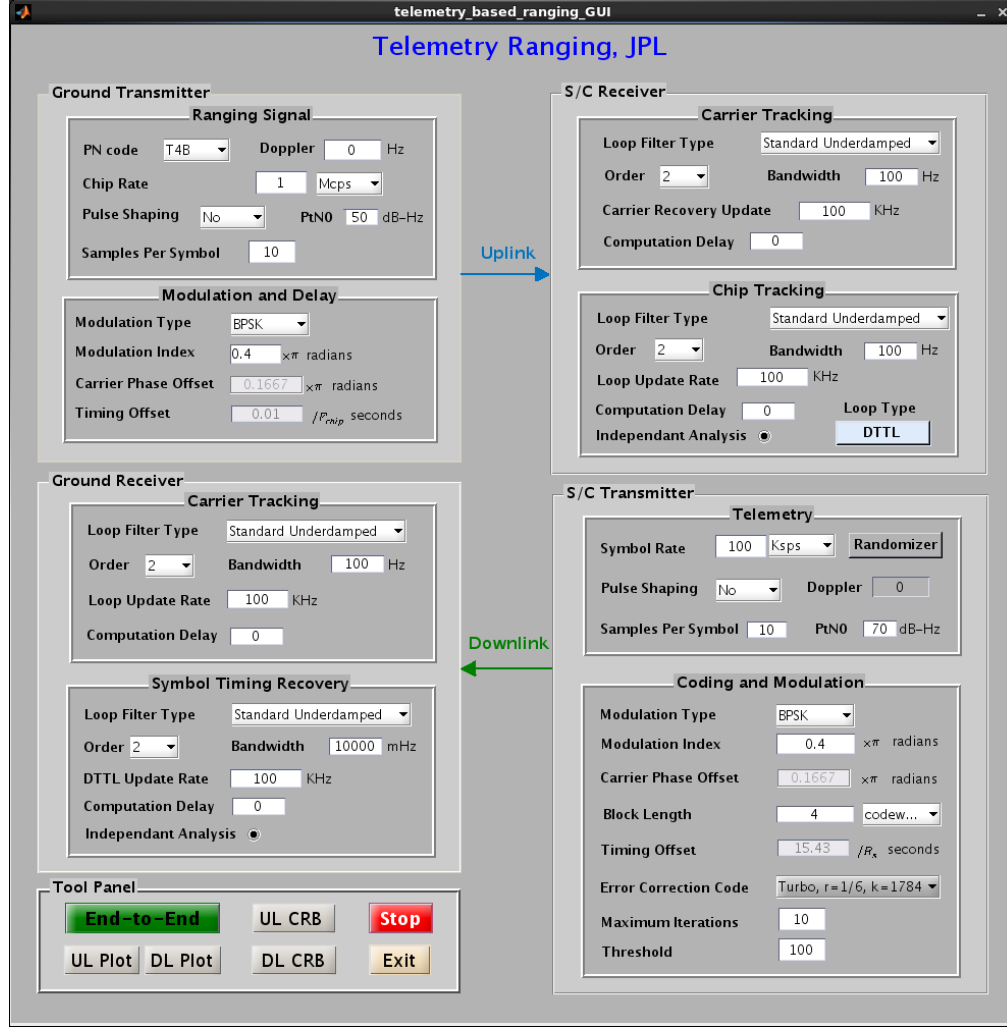 telemetry_based_ranging_GUI
Telemetry Ranging, JPL
Ground Transmitter
Ranging Signal
PN code T4B Doppler 0 Hz
Chip Rate 1 Mcps
Pulse Shaping No PtN0 50 dB-Hz
Samples Per Symbol 10
Modulation and Delay
Modulation Type BPSK
Modulation Index 0.4 ×π radians
Carrier Phase Offset 0.1667 ×π radians
Timing Offset 0.01 /F_chip seconds
Uplink
S/C Receiver
Carrier Tracking
Loop Filter Type Standard Underdamped
Order 2 Bandwidth 100 Hz
Carrier Recovery Update 100 KHz
Computation Delay 0
Chip Tracking
Loop Filter Type Standard Underdamped
Order 2 Bandwidth 100 Hz
Loop Update Rate 100 KHz
Computation Delay 0 Loop Type
Independant Analysis DTTL
Ground Receiver
Carrier Tracking
Loop Filter Type Standard Underdamped
Order 2 Bandwidth 100 Hz
Loop Update Rate 100 KHz
Computation Delay 0
Symbol Timing Recovery
Loop Filter Type Standard Underdamped
Order 2 Bandwidth 10000 mHz
DTTL Update Rate 100 KHz
Computation Delay 0
Independant Analysis
Downlink
S/C Transmitter
Telemetry
Symbol Rate 100 Ksps Randomizer
Pulse Shaping No Doppler 0
Samples Per Symbol 10 PtN0 70 dB-Hz
Coding and Modulation
Modulation Type BPSK
Modulation Index 0.4 ×π radians
Carrier Phase Offset 0.1667 ×π radians
Block Length 4 codew...
Timing Offset 15.43 /R_s seconds
Error Correction Code Turbo, r=1/6, k=1784
Maximum Iterations 10
Threshold 100
Tool Panel
End-to-End UL CRB Stop
UL Plot DL Plot DL CRB Exit